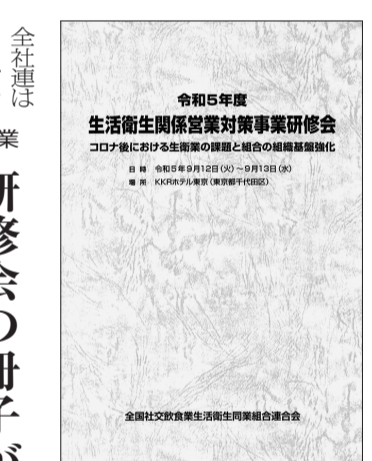 全社連は
業
研修会の冊子が
令和5年度
生活衛生関係営業対策事業研修会
コロナ後における生衛業の課題と組合の組織基盤強化
日 時 令和5年9月12日(火)~9月13日(水)
場 所 KKRホテル東京(東京都千代田区)
全国社交飲食業生活衛生同業組合連合会